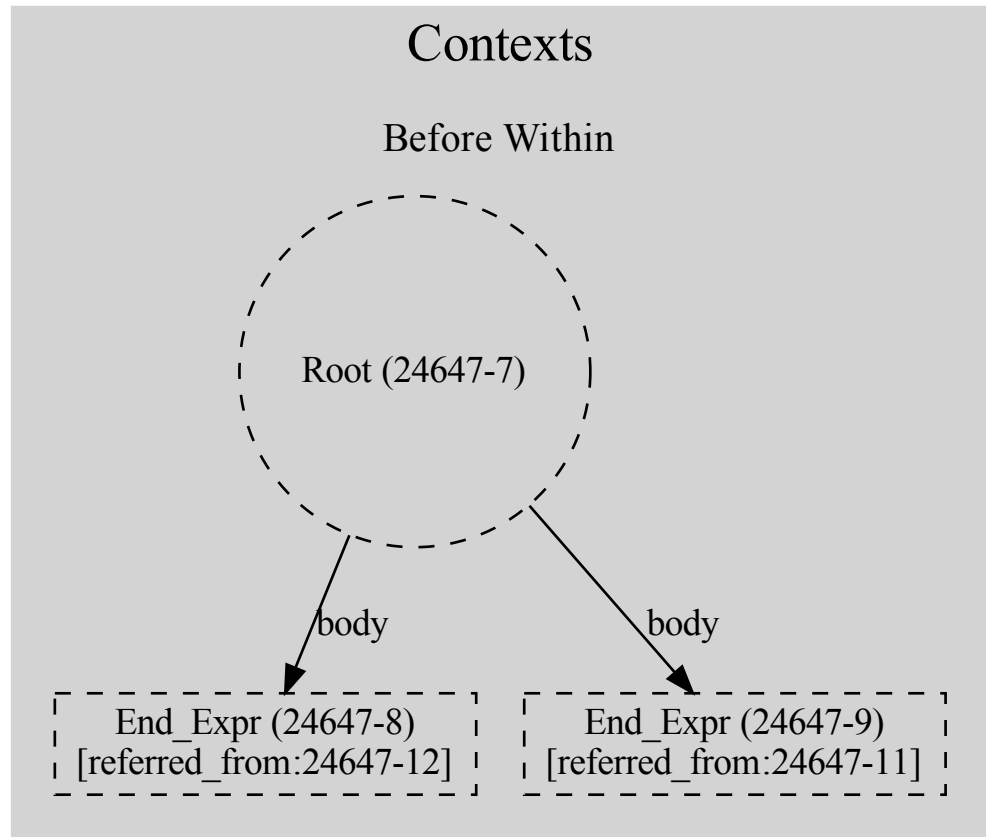 Contexts
Before Within
Root (24647-7)
body
body
End_Expr (24647-8)
[referred_from:24647-12]
End_Expr (24647-9)
[referred_from:24647-11]